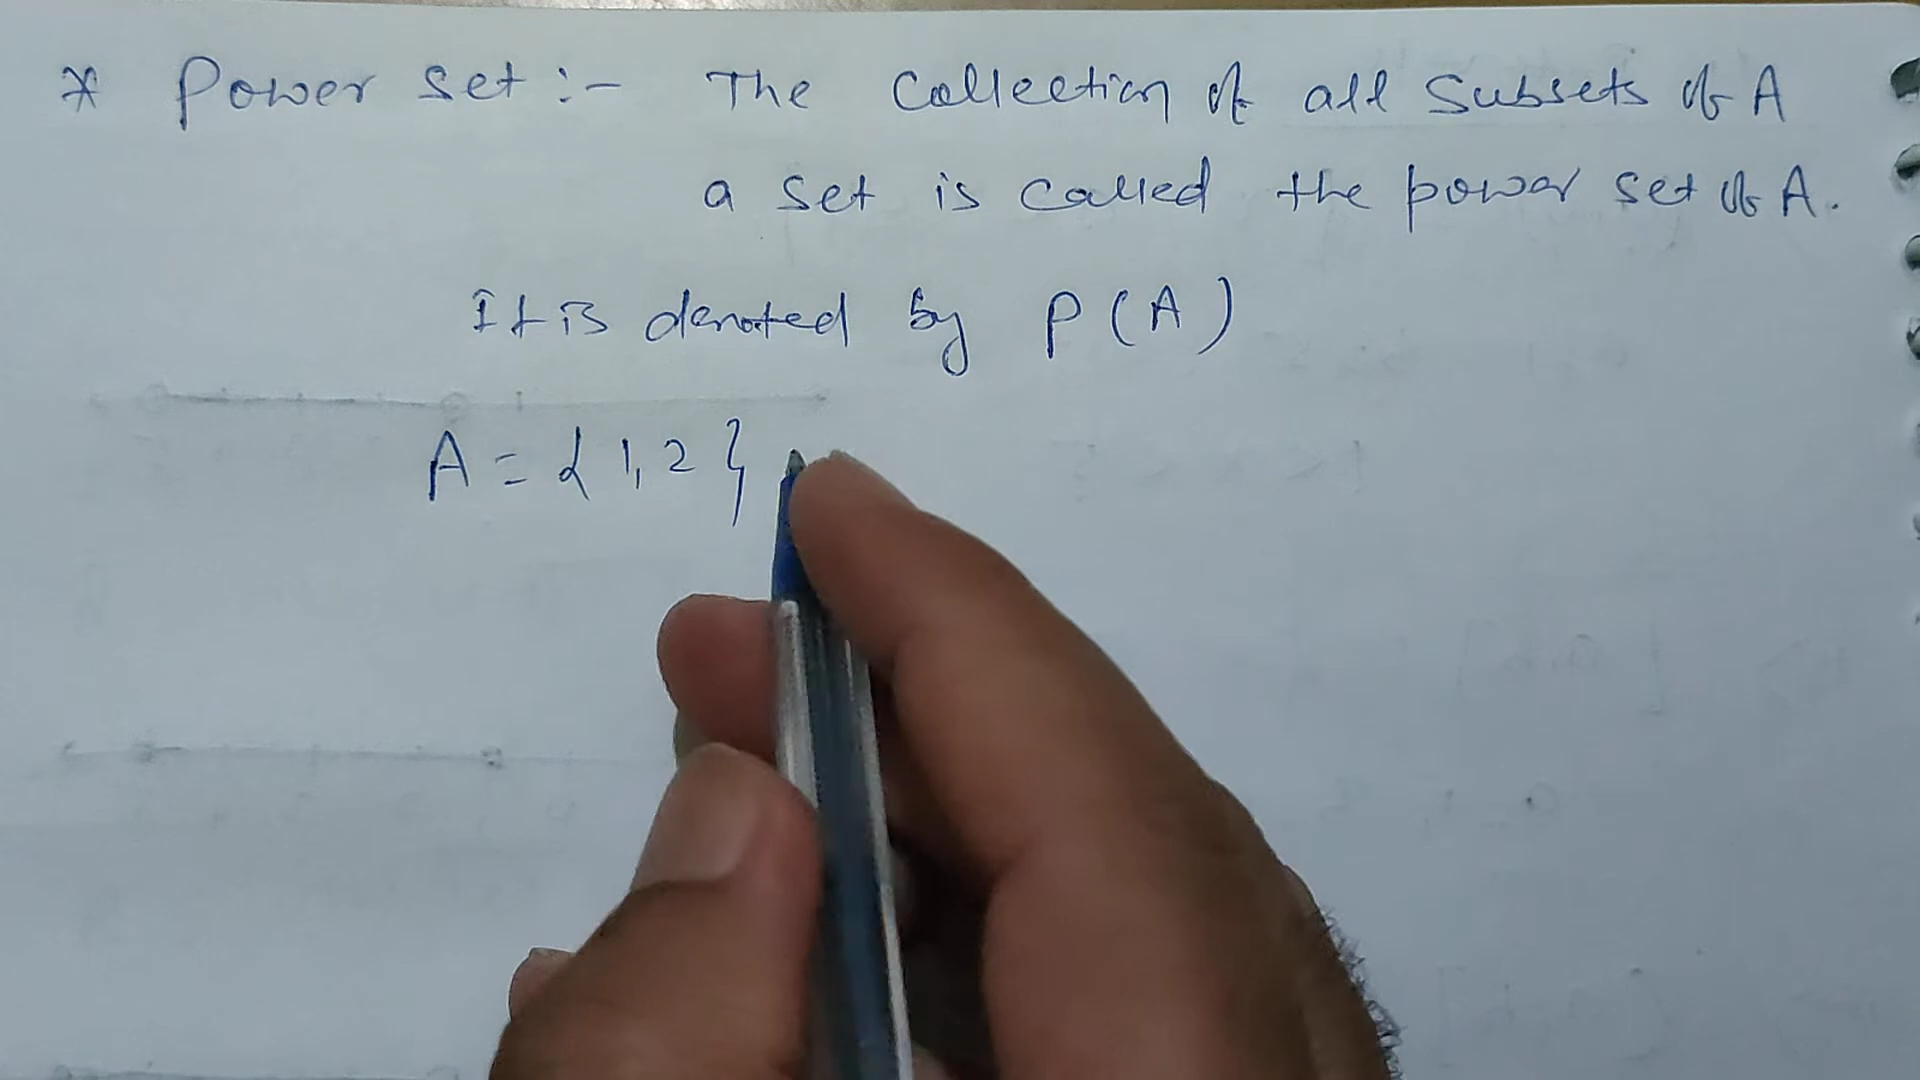 * Power set :- The Collection of all Subsets of A
a set is called the power set of A.
It is denoted by P(A)
A = { 1, 2 }